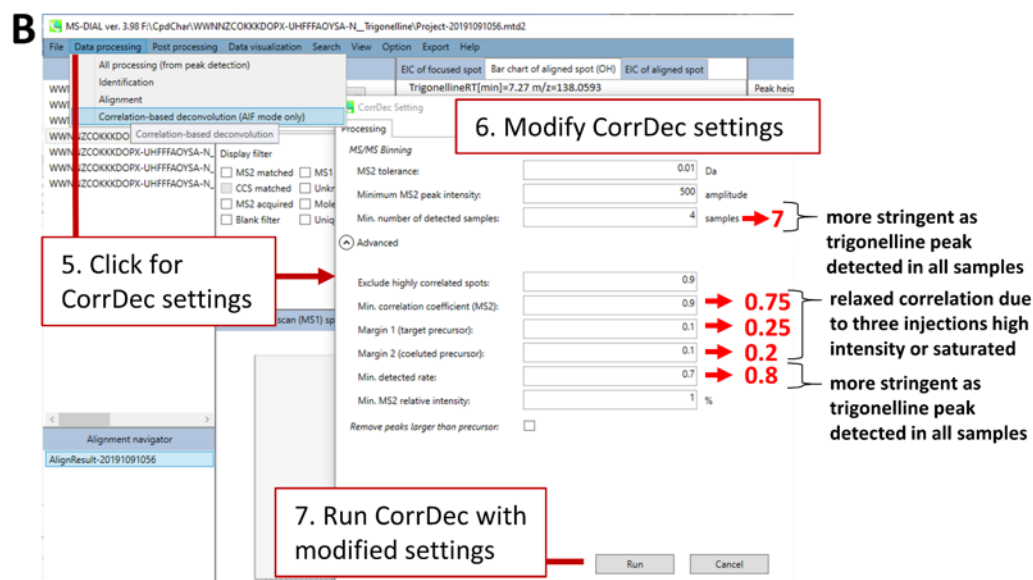 B
MS-DIAL ver. 3.98 F:\CpdChar\WWNNZCOKKKDOPX-UHFFFAOYSA-N__Trigonelline\Project-20191091056.mtd2
File Data processing Post processing Data visualization Search View Option Export Help
All processing (from peak detection)
Identification
Alignment
Correlation-based deconvolution (AIF mode only)
Correlation-based deconvolution
EIC of focused spot Bar chart of aligned spot (OH) EIC of aligned spot
TrigonellineRT[min]=7.27 m/z=138.0593
Peak heig
WWNNZCOKKKDOPX-UHFFFAOYSA-N_
WWNNZCOKKKDOPX-UHFFFAOYSA-N_
Display filter
MS2 matched MS1
CCS matched Unkn
MS2 acquired Mole
Blank filter Uniq
CorrDec Setting
Processing
6. Modify CorrDec settings
MS/MS Binning
MS2 tolerance: 0.01 Da
Minimum MS2 peak intensity: 500 amplitude
Min. number of detected samples: 4 samples 7
more stringent as
trigonelline peak
detected in all samples
Advanced
5. Click for
CorrDec settings
Exclude highly correlated spots: 0.9
Min. correlation coefficient (MS2): 0.9 0.75
Margin 1 (target precursor): 0.1 0.25
Margin 2 (coeluted precursor): 0.1 0.2
relaxed correlation due
to three injections high
intensity or saturated
Min. detected rate: 0.7 0.8
more stringent as
trigonelline peak
detected in all samples
Min. MS2 relative intensity: 1 %
Remove peaks larger than precursor:
scan (MS1) sp
Alignment navigator
AlignResult-20191091056
7. Run CorrDec with
modified settings
Run Cancel